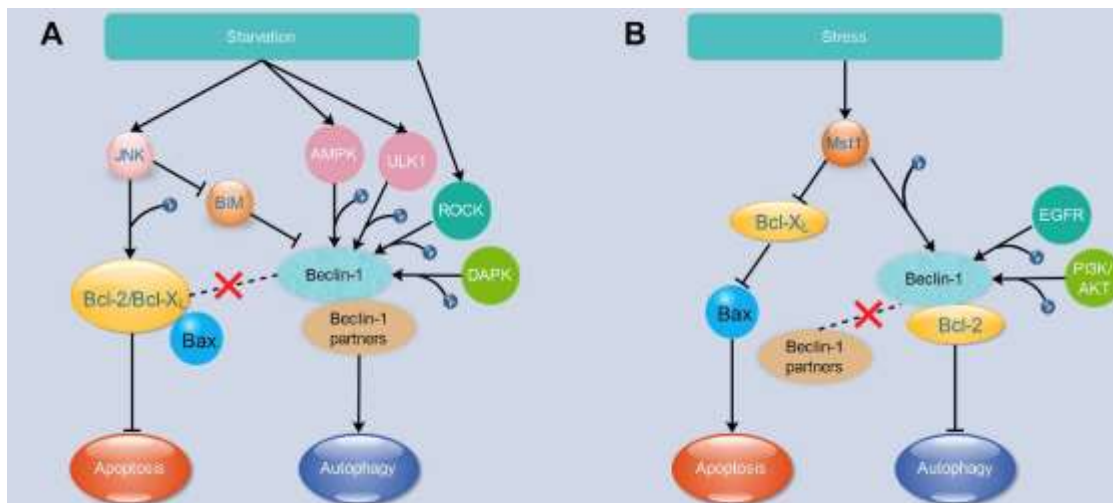 A
Starvation
JNK
BIM
AMPK
ULK1
ROCK
DAPK
Beclin-1
Bcl-2/Bcl-XL
Bax
Beclin-1
partners
Apoptosis
Autophagy
B
Stress
Mst1
Bcl-XL
EGFR
PI3K/
AKT
Beclin-1
Bcl-2
Bax
Beclin-1
partners
Apoptosis
Autophagy